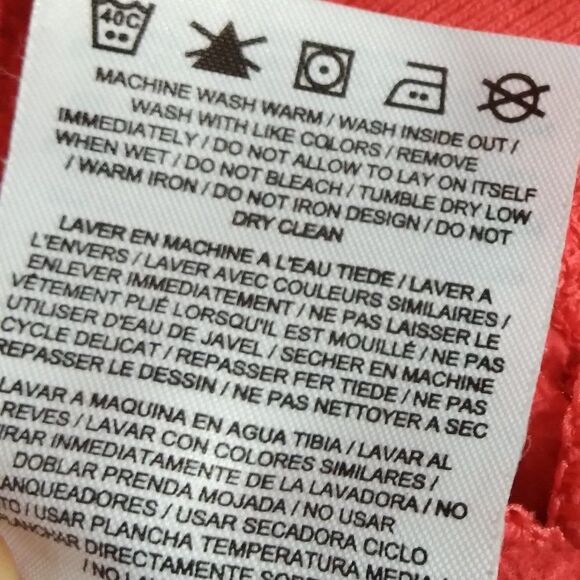 40C
MACHINE WASH WARM / WASH INSIDE OUT /
WASH WITH LIKE COLORS / REMOVE
IMMEDIATELY / DO NOT ALLOW TO LAY ON ITSELF
WHEN WET / DO NOT BLEACH / TUMBLE DRY LOW
/ WARM IRON / DO NOT IRON DESIGN / DO NOT
DRY CLEAN
LAVER EN MACHINE A L'EAU TIEDE / LAVER A
L'ENVERS / LAVER AVEC COULEURS SIMILAIRES /
ENLEVER IMMEDIATEMENT / NE PAS LAISSER LE
VÊTEMENT PLIÉ LORSQU'IL EST MOUILLÉ / NE PAS
UTILISER D'EAU DE JAVEL / SECHER EN MACHINE
CYCLE DELICAT / REPASSER FER TIEDE / NE PAS
REPASSER LE DESSIN / NE PAS NETTOYER A SEC
LAVAR A MAQUINA EN AGUA TIBIA / LAVAR AL
REVES / LAVAR CON COLORES SIMILARES /
IRAR INMEDIATAMENTE DE LA LAVADORA / NO
DOBLAR PRENDA MOJADA / NO USAR
ANQUEADORES / USAR SECADORA CICLO
TO / USAR PLANCHA TEMPERATURA MEDIA /
PLANCHAR DIRECTAMENTE
/ NO